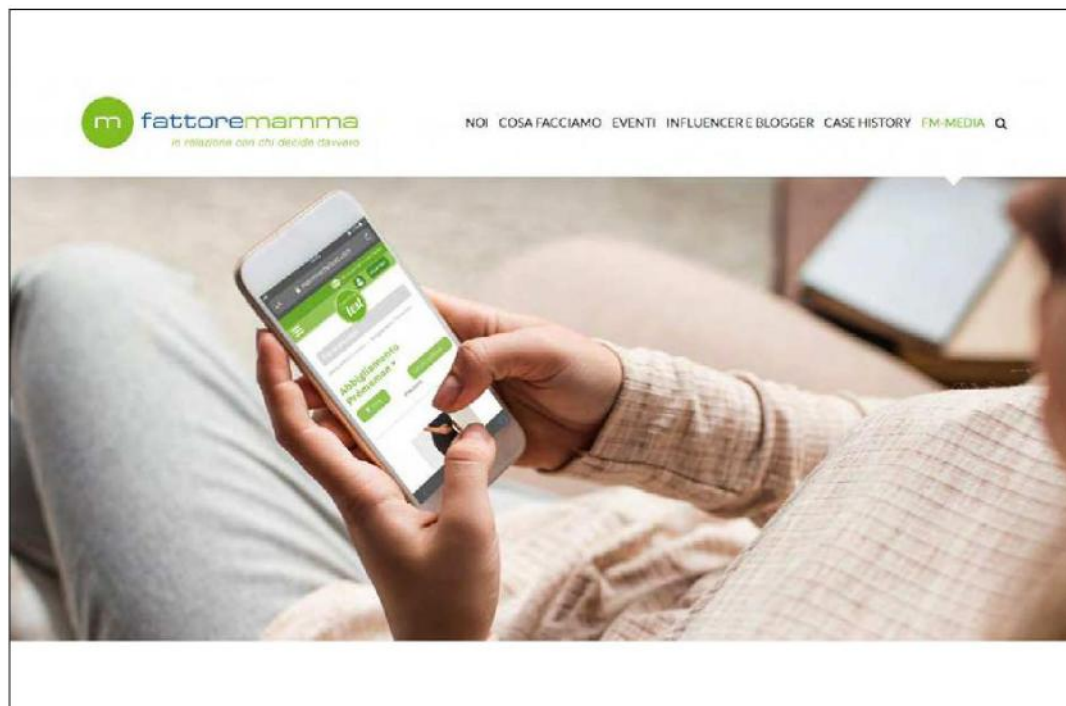 m fattoremamma
in relazione con chi decide davvero
NOI COSA FACCIAMO EVENTI INFLUENCER E BLOGGER CASE HISTORY FM-MEDIA
Abbigliamento
Prémaman